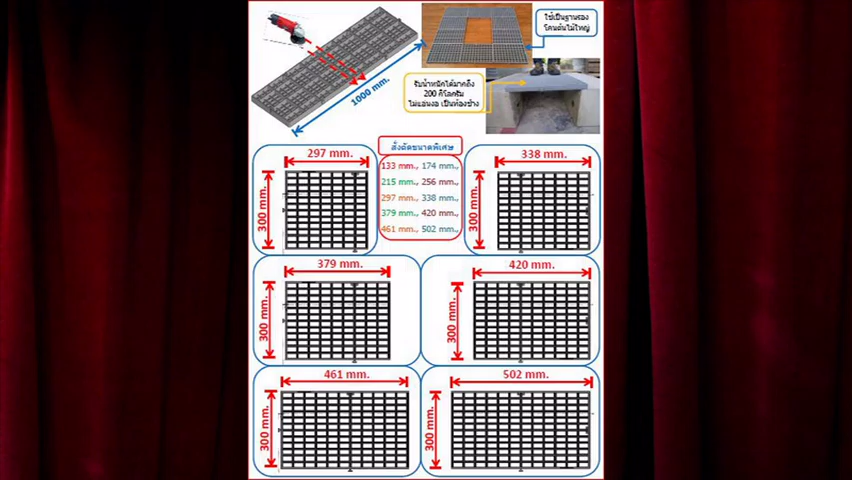 ใช้เป็นฐานรอง
โคนต้นไม้ใหญ่
1000 mm.
รับน้ำหนักได้มากถึง
200 กิโลกรัม
ไม่แอ่นงอ เป็นท้องช้าง
สั่งตัดขนาดพิเศษ
297 mm.
300 mm.
133 mm., 174 mm.,
215 mm., 256 mm.,
297 mm., 338 mm.,
379 mm., 420 mm.,
461 mm., 502 mm.,
338 mm.
300 mm.
379 mm.
300 mm.
420 mm.
300 mm.
461 mm.
300 mm.
502 mm.
300 mm.